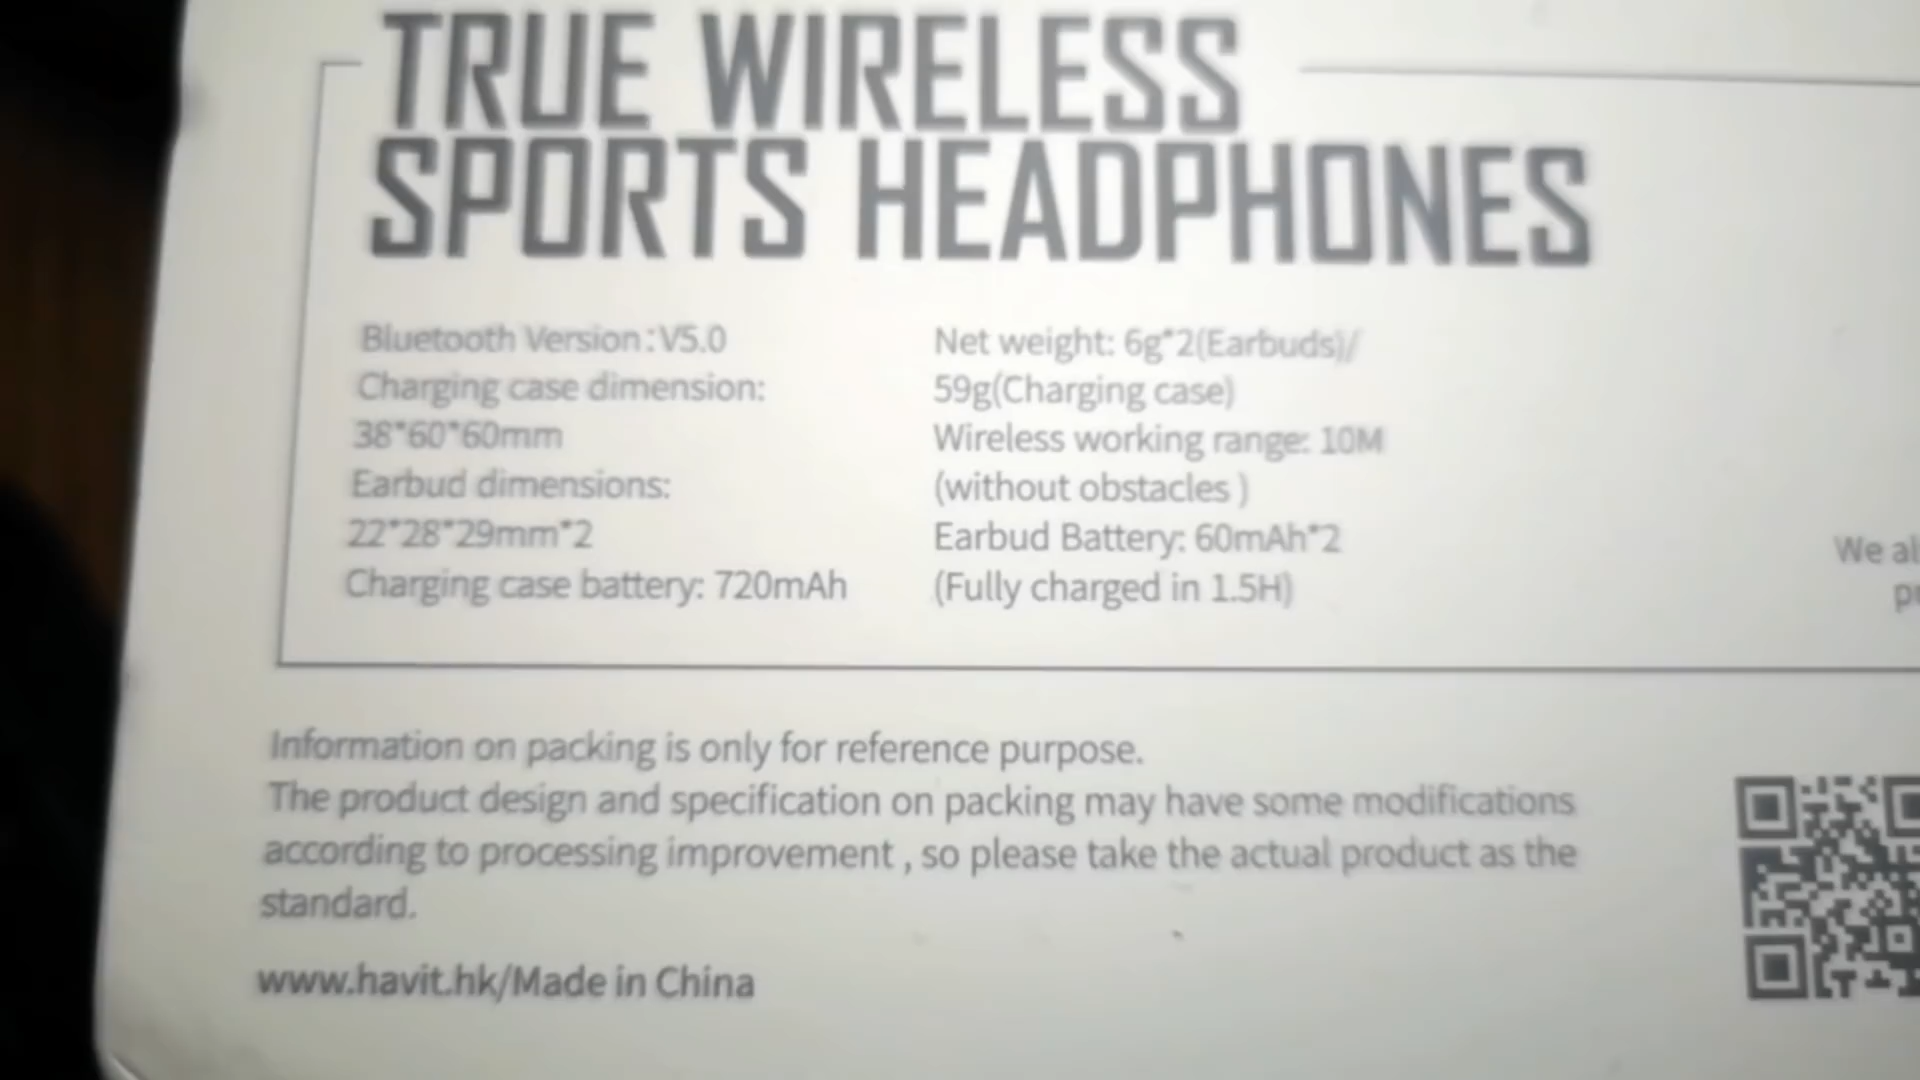 TRUE WIRELESS
SPORTS HEADPHONES
Bluetooth Version:V5.0
Charging case dimension:
38*60*60mm
Earbud dimensions:
22*28*29mm*2
Charging case battery: 720mAh
Net weight: 6g*2(Earbuds)/
59g(Charging case)
Wireless working range: 10M
(without obstacles )
Earbud Battery: 60mAh*2
(Fully charged in 1.5H)
We
Information on packing is only for reference purpose.
The product design and specification on packing may have some modifications
according to processing improvement , so please take the actual product as the
standard.
www.havit.hk/Made in China